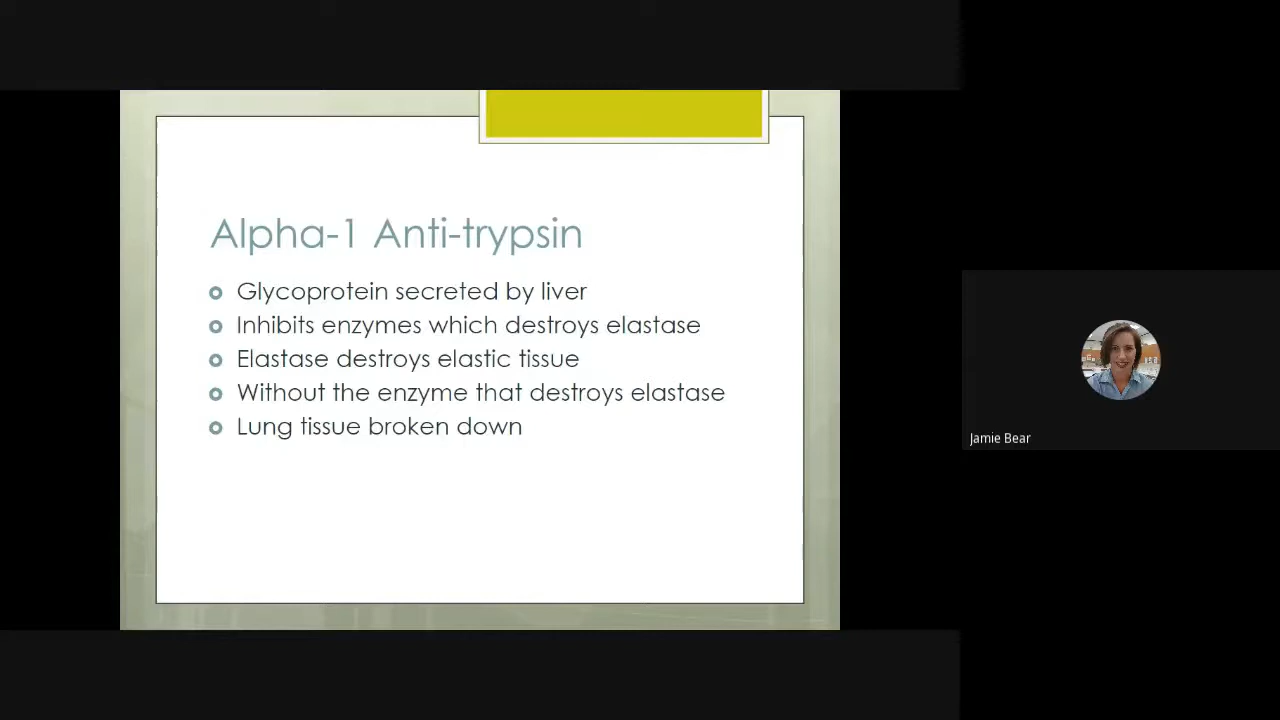 Alpha-1 Anti-trypsin
Glycoprotein secreted by liver
Inhibits enzymes which destroys elastase
Elastase destroys elastic tissue
Without the enzyme that destroys elastase
Lung tissue broken down
Jamie Bear